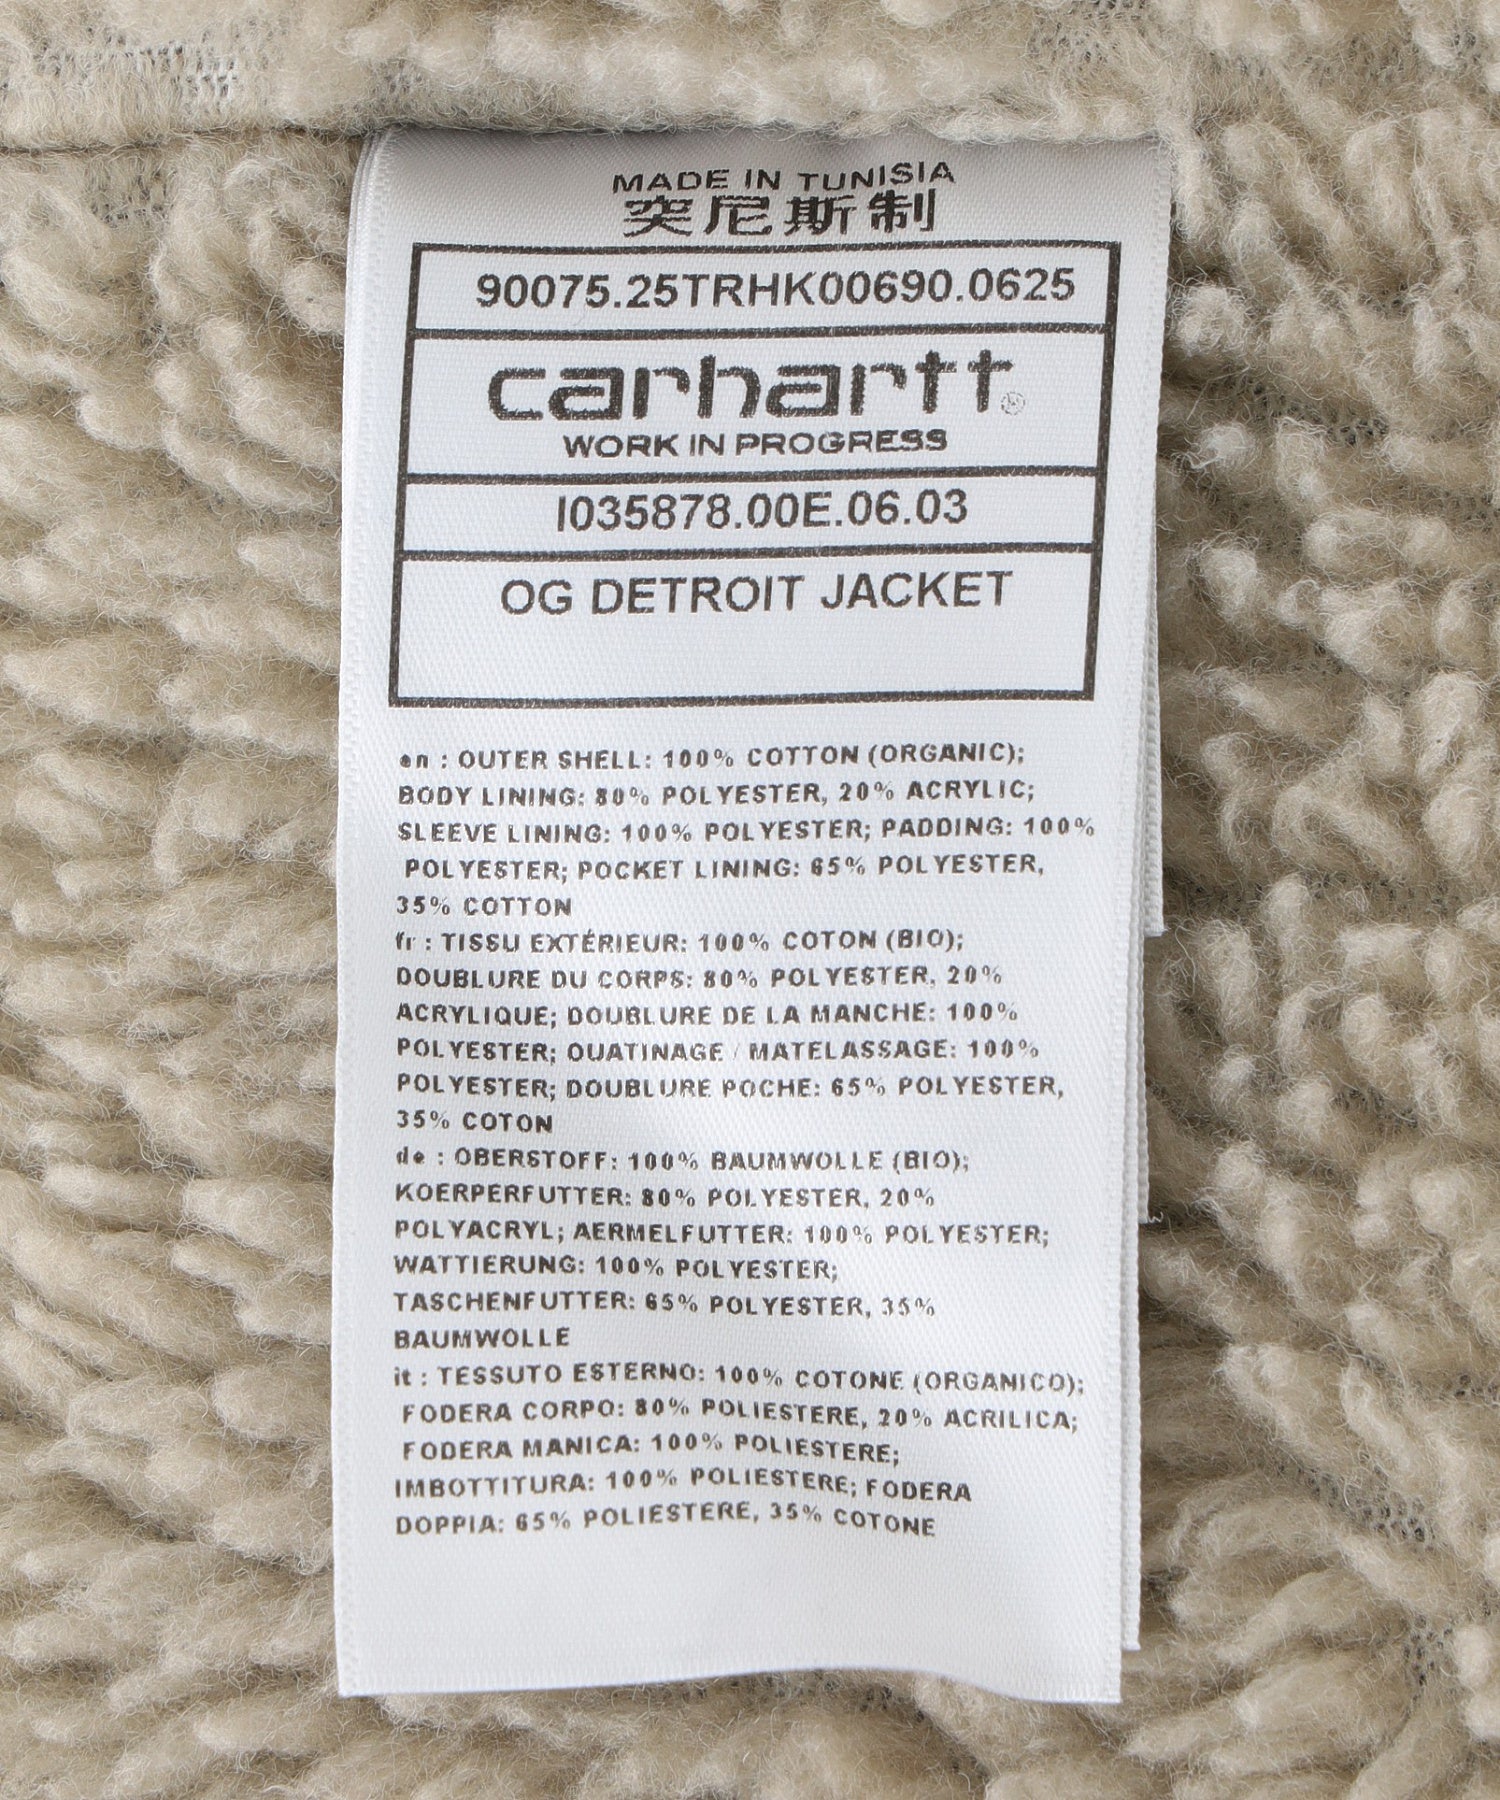 MADE IN TUNISIA
突尼斯制
90075.25TRHK00690.0625
carhartt®
WORK IN PROGRESS
I035878.00E.06.03
OG DETROIT JACKET
en : OUTER SHELL: 100% COTTON (ORGANIC);
BODY LINING: 80% POLYESTER, 20% ACRYLIC;
SLEEVE LINING: 100% POLYESTER; PADDING: 100%
POLYESTER; POCKET LINING: 65% POLYESTER,
35% COTTON
fr : TISSU EXTÉRIEUR: 100% COTON (BIO);
DOUBLURE DU CORPS: 80% POLYESTER, 20%
ACRYLIQUE; DOUBLURE DE LA MANCHE: 100%
POLYESTER; OUATINAGE / MATELASSAGE: 100%
POLYESTER; DOUBLURE POCHE: 65% POLYESTER,
35% COTON
de : OBERSTOFF: 100% BAUMWOLLE (BIO);
KOERPERFUTTER: 80% POLYESTER, 20%
POLYACRYL; AERMELFUTTER: 100% POLYESTER;
WATTIERUNG: 100% POLYESTER;
TASCHENFUTTER: 65% POLYESTER, 35%
BAUMWOLLE
it : TESSUTO ESTERNO: 100% COTONE (ORGANICO);
FODERA CORPO: 80% POLIESTERE, 20% ACRILICA;
FODERA MANICA: 100% POLIESTERE;
IMBOTTITURA: 100% POLIESTERE; FODERA
DOPPIA: 65% POLIESTERE, 35% COTONE